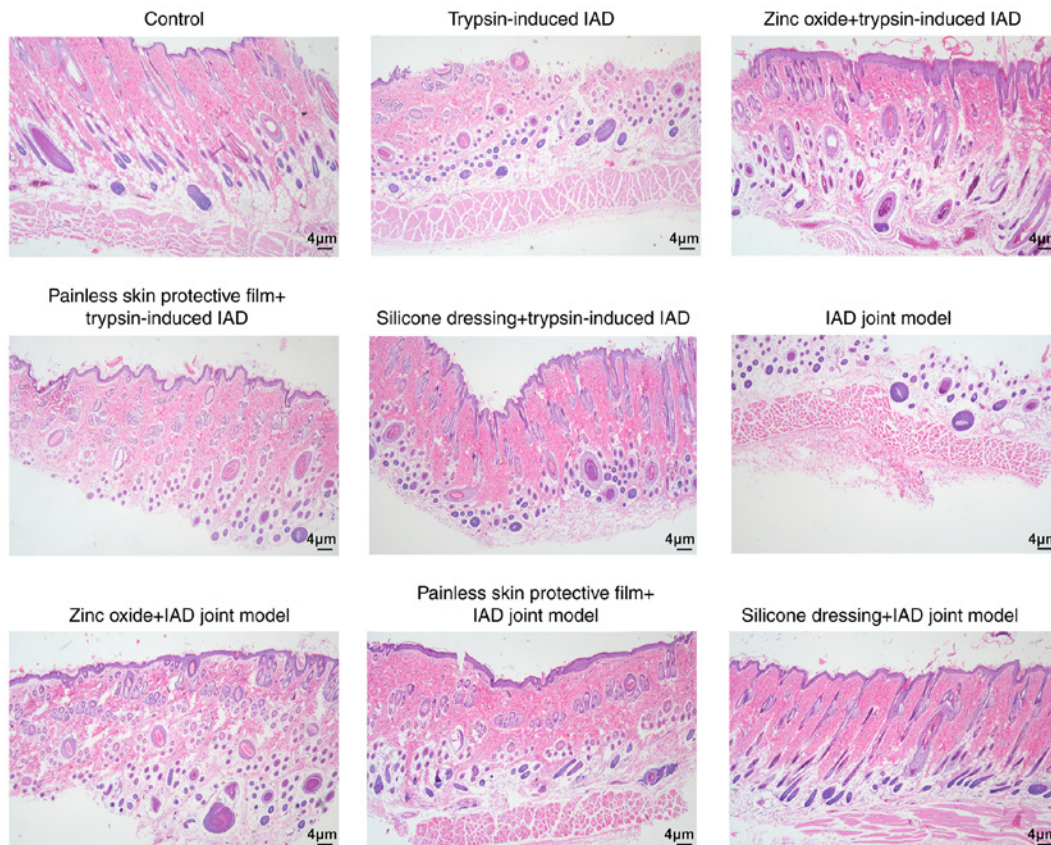 Control
Trypsin-induced IAD
Zinc oxide+trypsin-induced IAD
4μm
4μm
4μm
Painless skin protective film+
trypsin-induced IAD
Silicone dressing+trypsin-induced IAD
IAD joint model
4μm
4μm
4μm
Zinc oxide+IAD joint model
Painless skin protective film+
IAD joint model
Silicone dressing+IAD joint model
4μm
4μm
4μm